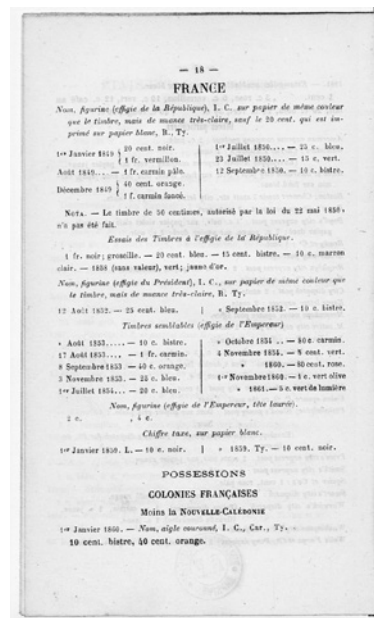 — 18 —
FRANCE
Nom, figurine (effigie de la République), I. C. sur papier de même couleur
que le timbre, mais de nuance très-claire, sauf le 20 cent. qui est im-
primé sur papier blanc, R., Ty.
1er Janvier 1849 { 20 cent. noir.
1 fr. vermillon.
Août 1849.... — 1 fr. carmin pâle.
Décembre 1849 { 40 cent. orange.
1 fr. carmin foncé.
1er Juillet 1850.... — 25 c. bleu.
23 Juillet 1850.... — 15 c. vert.
12 Septembre 1850. — 10 c. bistre.
NOTA. — Le timbre de 50 centimes, autorisé par la loi du 22 mai 1850,
n'a pas été fait.
Essais des Timbres à l'effigie de la République.
1 fr. noir; groseille. — 20 cent. bleu. — 15 cent. bistre. — 10 c. marron
clair. — 1858 (sans valeur), vert; jaune d'or.
Nom, figurine (effigie du Président), I. C., sur papier de même couleur que
le timbre, mais de nuance très-claire, R. Ty.
12 Août 1852. — 25 cent. bleu. | » Septembre 1852. — 10 c. bistre.
Timbres semblables (effigie de l'Empereur)
» Août 1853..... — 10 c. bistre.
17 Août 1853.... — 1 fr. carmin.
8 Septembre 1853 — 40 c. orange.
3 Novembre 1853. — 25 c. bleu.
1er Juillet 1854... — 20 c. bleu.
» Octobre 1854 .. — 80 c. carmin.
4 Novembre 1854. — 5 cent. vert.
» 1860. — 80 cent. rose.
1er Novembre 1860. — 1 c. vert olive
» 1861. — 5 c. vert de lumière
Nom, figurine (effigie de l'Empereur, tête laurée).
2 c. , 4 c.
Chiffre taxe, sur papier blanc.
1er Janvier 1859. L. — 10 c. noir. | » 1859. Ty. — 10 cent. noir.
POSSESSIONS
COLONIES FRANÇAISES
Moins la NOUVELLE-CALÉDONIE
1er Janvier 1860. — Nom, aigle couronné, I. C., Car., Ty.
10 cent. bistre, 40 cent. orange.